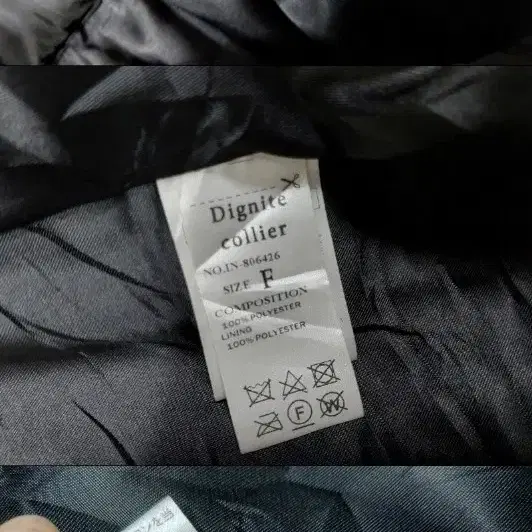 Dignite
collier
NO.IN-806426
SIZE F
COMPOSITION
100% POLYESTER
LINING
100% POLYESTER
F
W